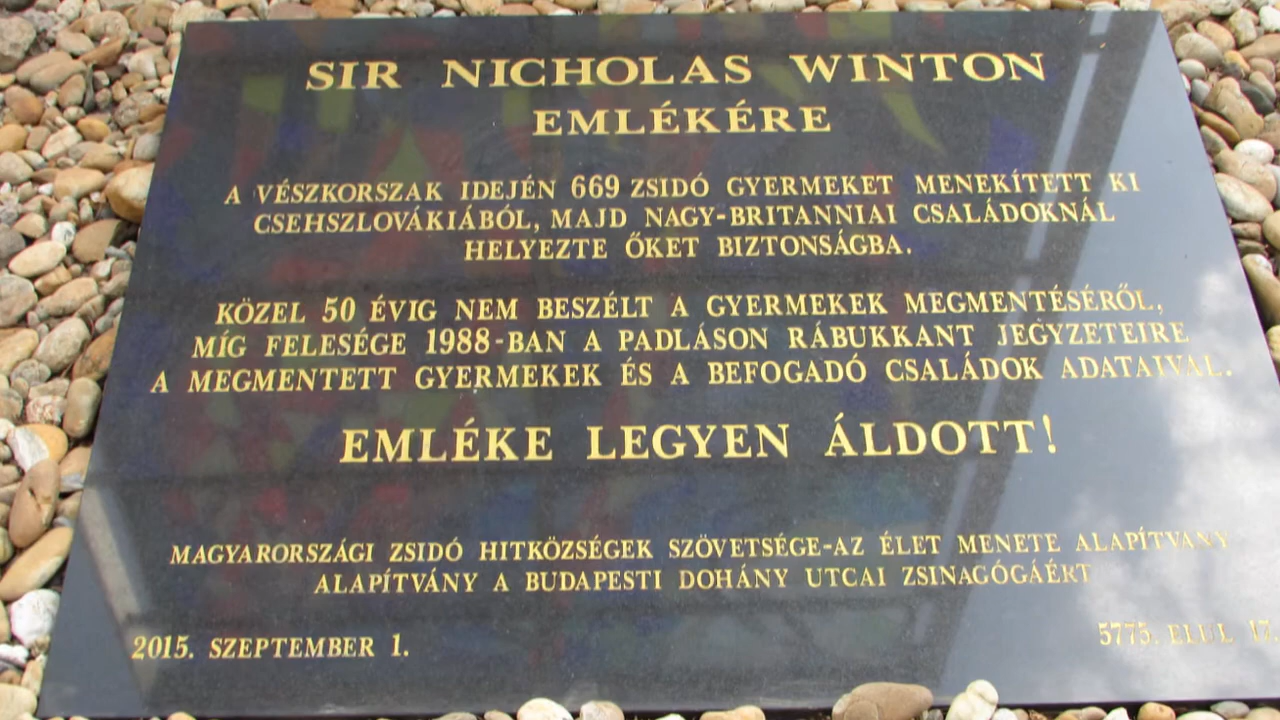 SIR NICHOLAS WINTON
EMLÉKÉRE
A VÉSZKORSZAK IDEJÉN 669 ZSIDÓ GYERMEKET MENEKÍTETT KI
CSEHSZLOVÁKIÁBÓL, MAJD NAGY-BRITANNIAI CSALÁDOKNÁL
HELYEZTE ŐKET BIZTONSÁGBA.
KÖZEL 50 ÉVIG NEM BESZÉLT A GYERMEKEK MEGMENTÉSÉRŐL,
MÍG FELESÉGE 1988-BAN A PADLÁSON RÁBUKKANT JEGYZETEIRE
A MEGMENTETT GYERMEKEK ÉS A BEFOGADÓ CSALÁDOK ADATAIVAL.
EMLÉKE LEGYEN ÁLDOTT!
MAGYARORSZÁGI ZSIDÓ HITKÖZSÉGEK SZÖVETSÉGE-AZ ÉLET MENETE ALAPÍTVÁNY
ALAPÍTVÁNY A BUDAPESTI DOHÁNY UTCAI ZSINAGÓGÁÉRT
2015. SZEPTEMBER 1.
5775. ELUL 17.